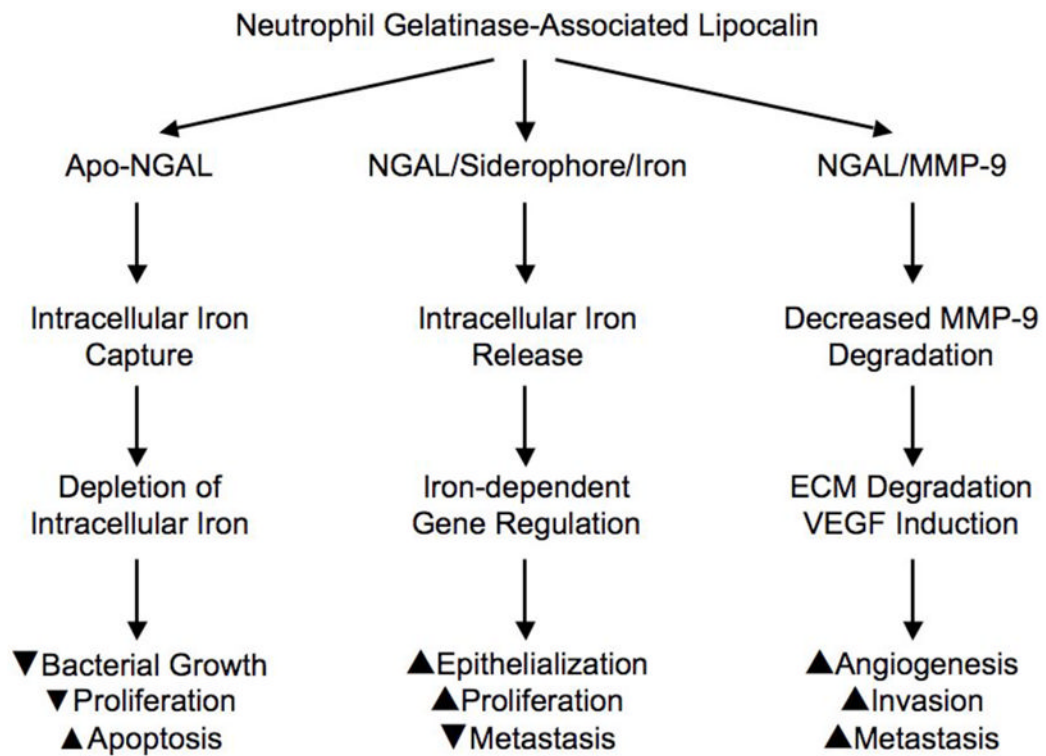 Neutrophil Gelatinase-Associated Lipocalin
Apo-NGAL
NGAL/Siderophore/Iron
NGAL/MMP-9
Intracellular Iron
Capture
Intracellular Iron
Release
Decreased MMP-9
Degradation
Depletion of
Intracellular Iron
Iron-dependent
Gene Regulation
ECM Degradation
VEGF Induction
▼Bacterial Growth
▼Proliferation
▲Apoptosis
▲Epithelialization
▲Proliferation
▼Metastasis
▲Angiogenesis
▲Invasion
▲Metastasis